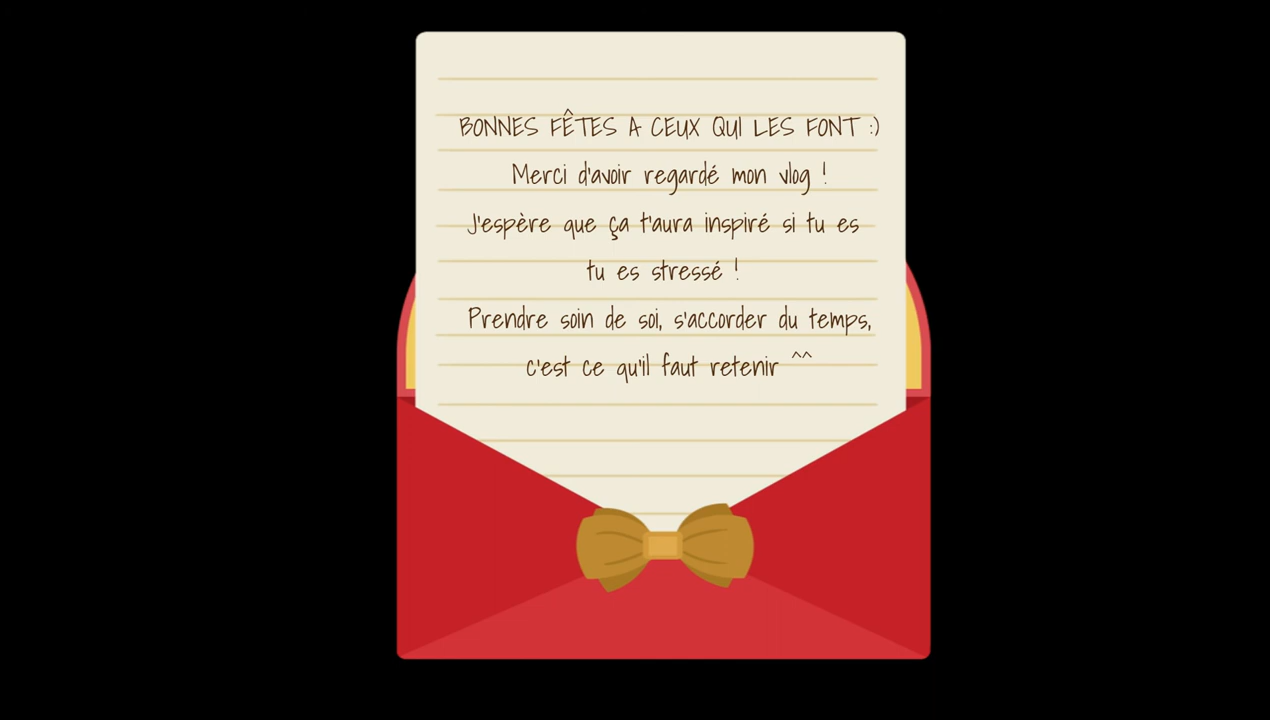 BONNES FÊTES A CEUX QUI LES FONT :)
Merci d'avoir regardé mon vlog !
J'espère que ça t'aura inspiré si tu es
tu es stressé !
Prendre soin de soi, s'accorder du temps,
c'est ce qu'il faut retenir ^^